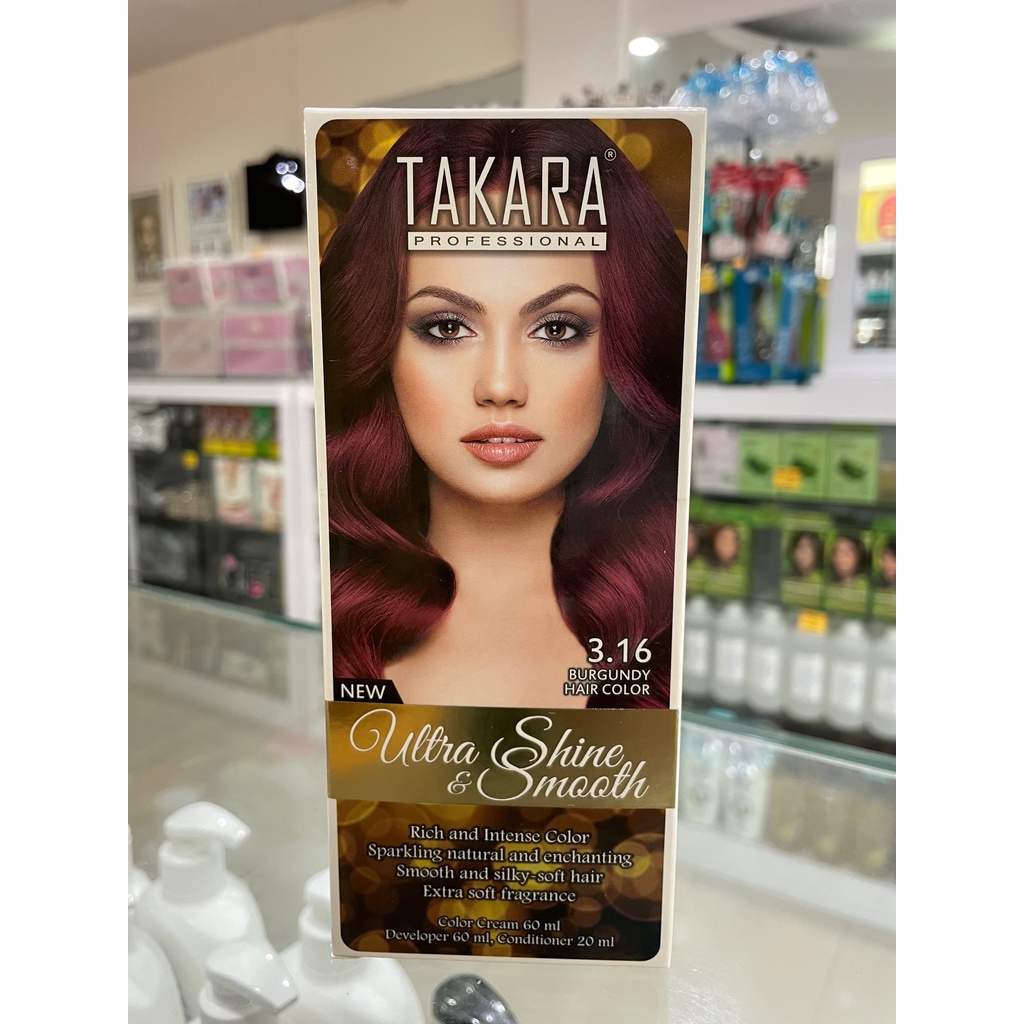 TAKARA®
PROFESSIONAL
3.16
BURGUNDY
HAIR COLOR
NEW
Ultra Shine
& Smooth
Rich and Intense Color
Sparkling natural and enchanting
Smooth and silky-soft hair
Extra soft fragrance
Color Cream 60 ml
Developer 60 ml, Conditioner 20 ml